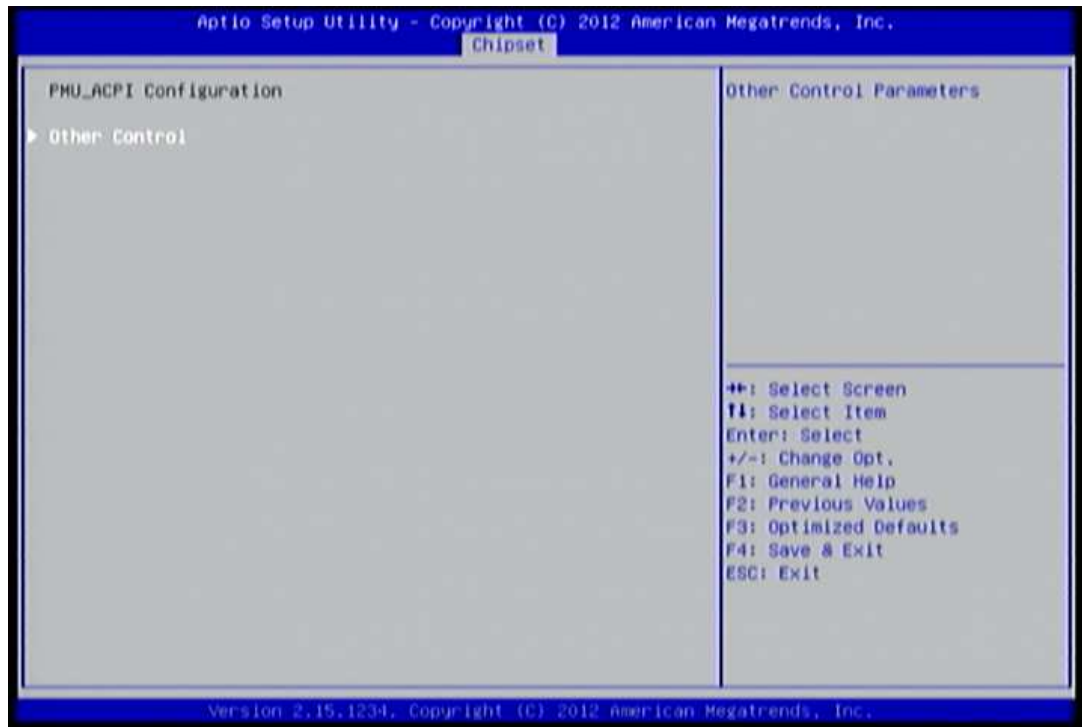 Aptio Setup Utility - Copyright (C) 2012 American Megatrends, Inc.
Chipset
PMU_ACPI Configuration
▶ Other Control
Other Control Parameters
→←: Select Screen
↑↓: Select Item
Enter: Select
+/-: Change Opt.
F1: General Help
F2: Previous Values
F3: Optimized Defaults
F4: Save & Exit
ESC: Exit
Version 2.15.1234. Copyright (C) 2012 American Megatrends, Inc.